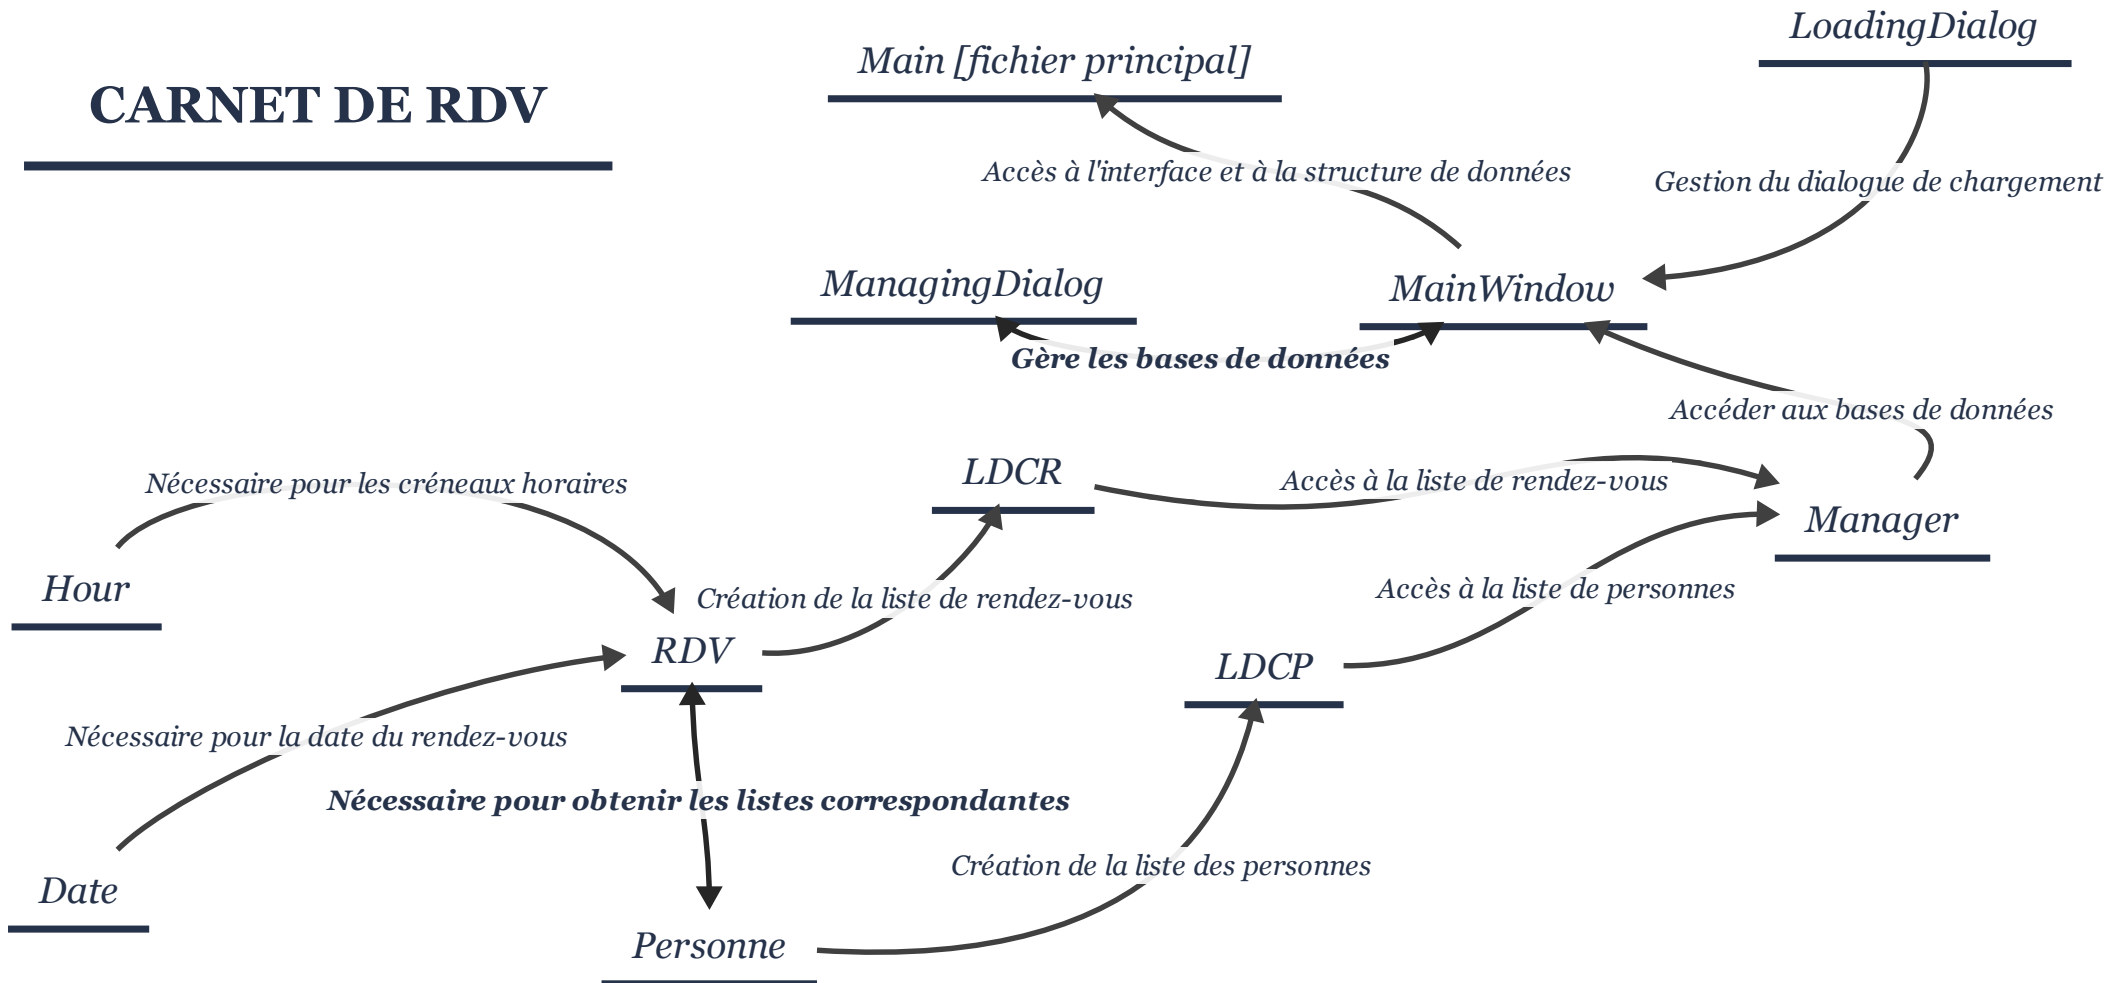 LoadingDialog
Main [fichier principal]
CARNET DE RDV
Accès à l'interface et à la structure de données
Gestion du dialogue de chargement
ManagingDialog
MainWindow
Gère les bases de données
Accéder aux bases de données
LDCR
Nécessaire pour les créneaux horaires
Accès à la liste de rendez-vous
Manager
Hour
Création de la liste de rendez-vous
Accès à la liste de personnes
RDV
LDCP
Nécessaire pour la date du rendez-vous
Nécessaire pour obtenir les listes correspondantes
Création de la liste des personnes
Date
Personne